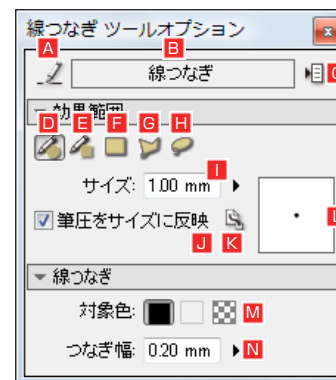 線つなぎ ツールオプション
A B
線つなぎ
効果範囲
D E F G H
サイズ: 1.00 mm I
筆圧をサイズに反映
J K L
線つなぎ
対象色: M
つなぎ幅: 0.20 mm N